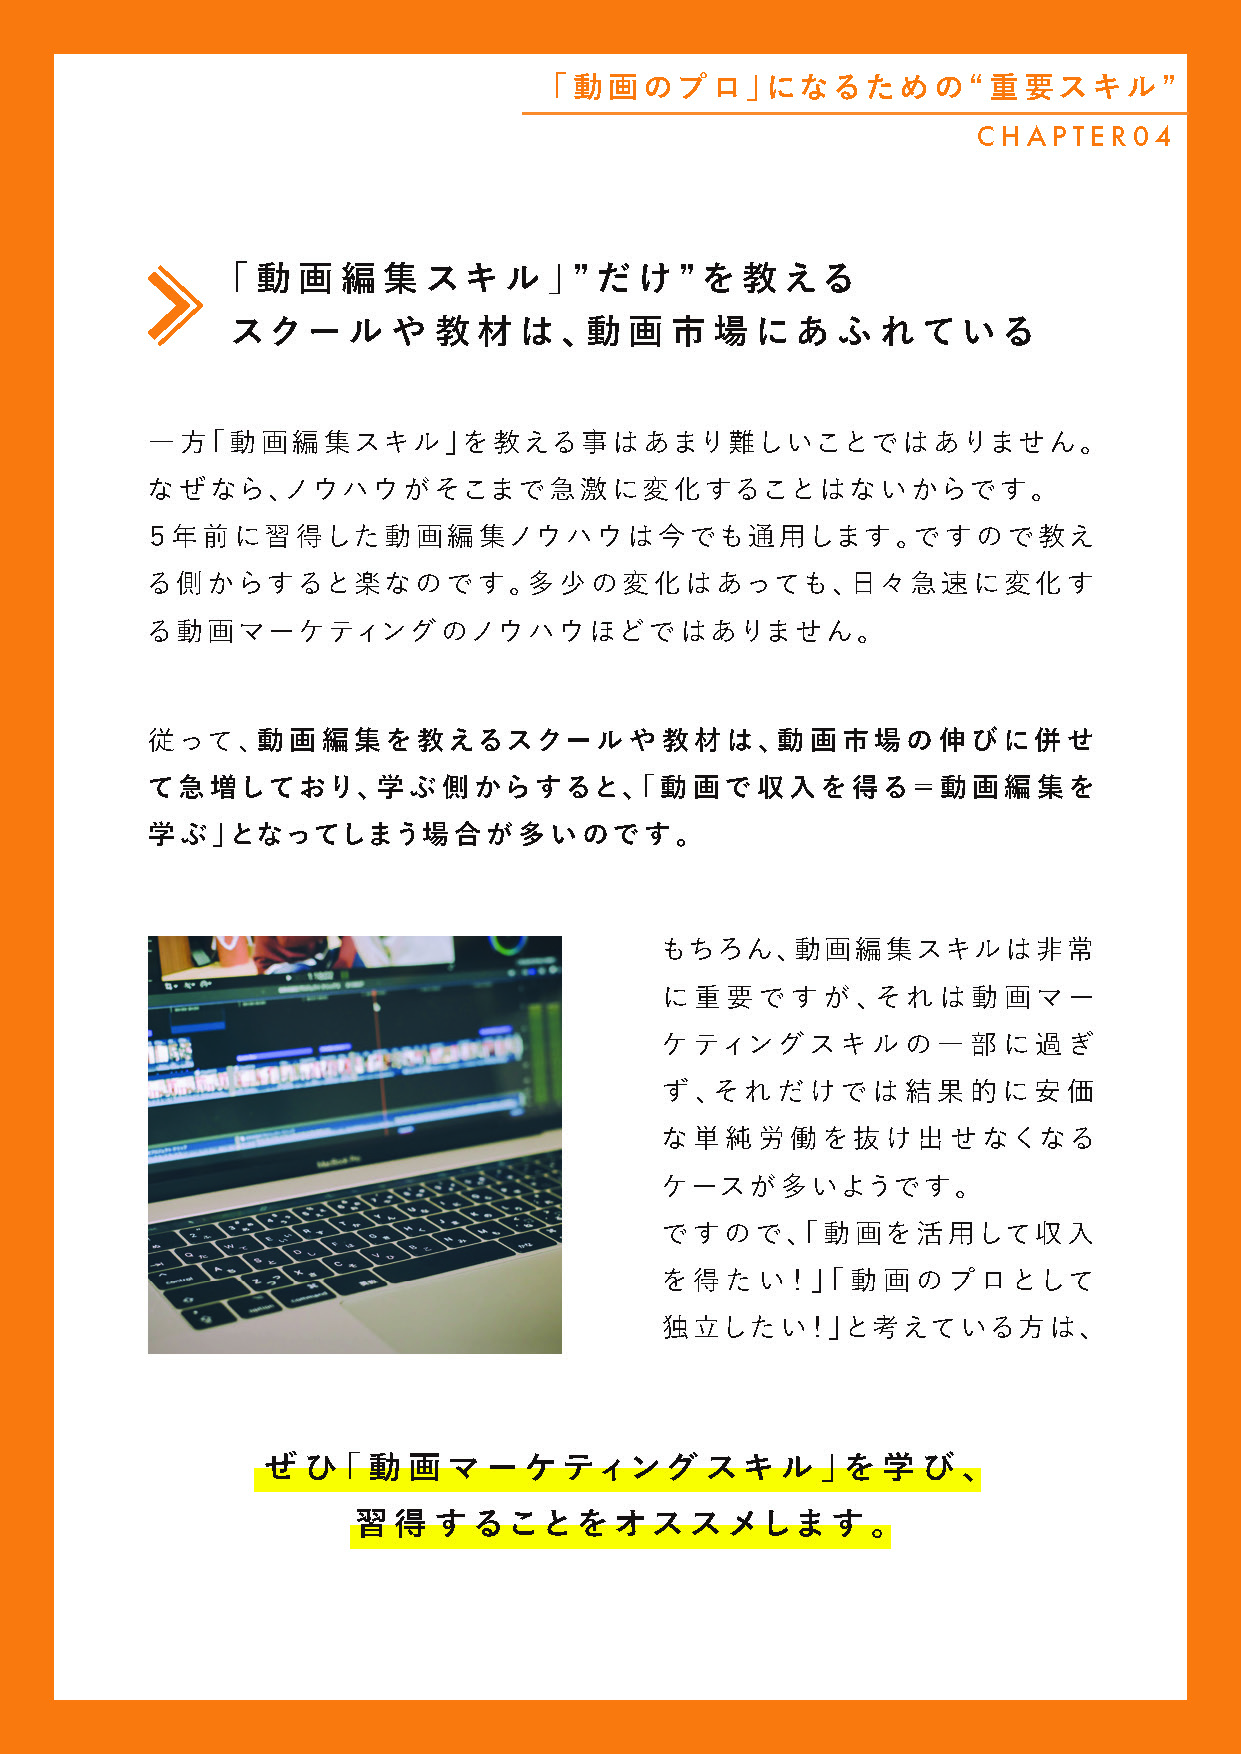 「動画のプロ」になるための“重要スキル”
CHAPTER04
「動画編集スキル」”だけ”を教える
スクールや教材は、動画市場にあふれている
一方「動画編集スキル」を教える事はあまり難しいことではありません。
なぜなら、ノウハウがそこまで急激に変化することはないからです。
5年前に習得した動画編集ノウハウは今でも通用します。ですので教え
る側からすると楽なのです。多少の変化はあっても、日々急速に変化す
る動画マーケティングのノウハウほどではありません。
従って、動画編集を教えるスクールや教材は、動画市場の伸びに併せ
て急増しており、学ぶ側からすると、「動画で収入を得る＝動画編集を
学ぶ」となってしまう場合が多いのです。
もちろん、動画編集スキルは非常
に重要ですが、それは動画マー
ケティングスキルの一部に過ぎ
ず、それだけでは結果的に安価
な単純労働を抜け出せなくなる
ケースが多いようです。
ですので、「動画を活用して収入
を得たい！」「動画のプロとして
独立したい！」と考えている方は、
MacBook Pro
ぜひ「動画マーケティングスキル」を学び、
習得することをオススメします。